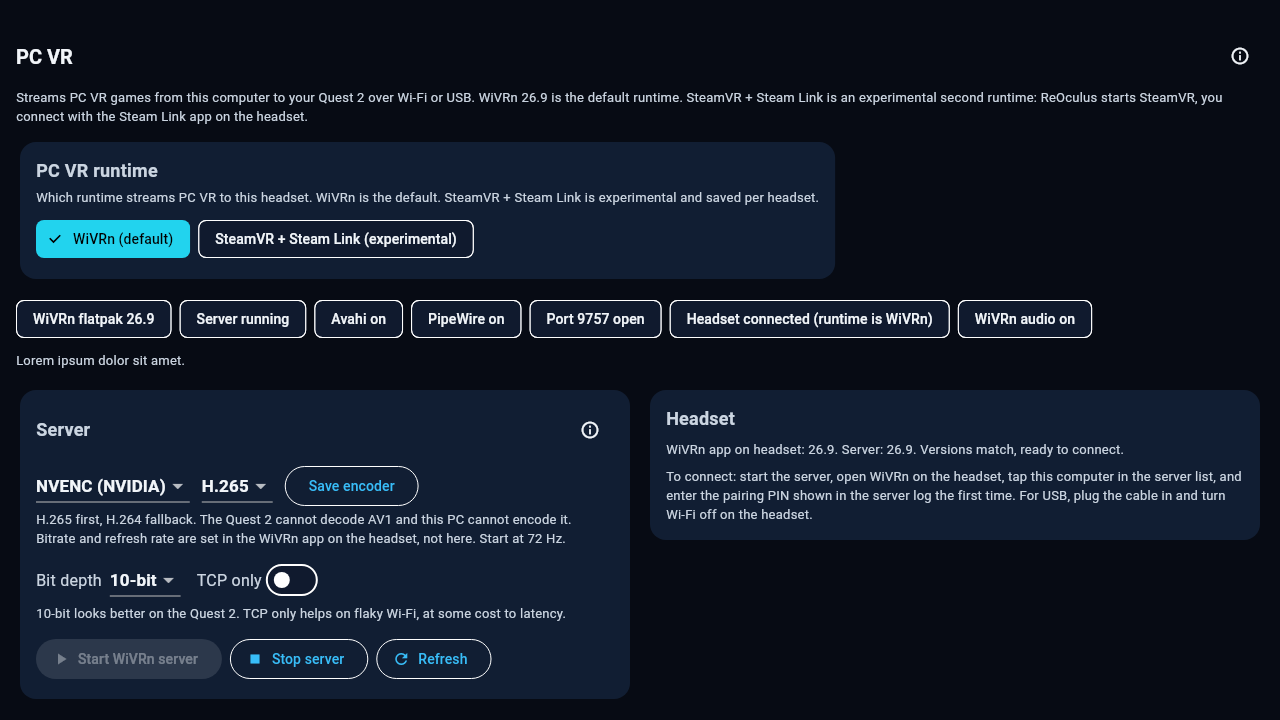 PC VR
Streams PC VR games from this computer to your Quest 2 over Wi-Fi or USB. WiVRn 26.9 is the default runtime. SteamVR + Steam Link is an experimental second runtime: ReOculus starts SteamVR, you
connect with the Steam Link app on the headset.
PC VR runtime
Which runtime streams PC VR to this headset. WiVRn is the default. SteamVR + Steam Link is experimental and saved per headset.
WiVRn (default)
SteamVR + Steam Link (experimental)
WiVRn flatpak 26.9
Server running
Avahi on
PipeWire on
Port 9757 open
Headset connected (runtime is WiVRn)
WiVRn audio on
Lorem ipsum dolor sit amet.
Server
NVENC (NVIDIA)
H.265
Save encoder
H.265 first, H.264 fallback. The Quest 2 cannot decode AV1 and this PC cannot encode it.
Bitrate and refresh rate are set in the WiVRn app on the headset, not here. Start at 72 Hz.
Bit depth
10-bit
TCP only
10-bit looks better on the Quest 2. TCP only helps on flaky Wi-Fi, at some cost to latency.
Start WiVRn server
Stop server
Refresh
Headset
WiVRn app on headset: 26.9. Server: 26.9. Versions match, ready to connect.
To connect: start the server, open WiVRn on the headset, tap this computer in the server list, and
enter the pairing PIN shown in the server log the first time. For USB, plug the cable in and turn
Wi-Fi off on the headset.